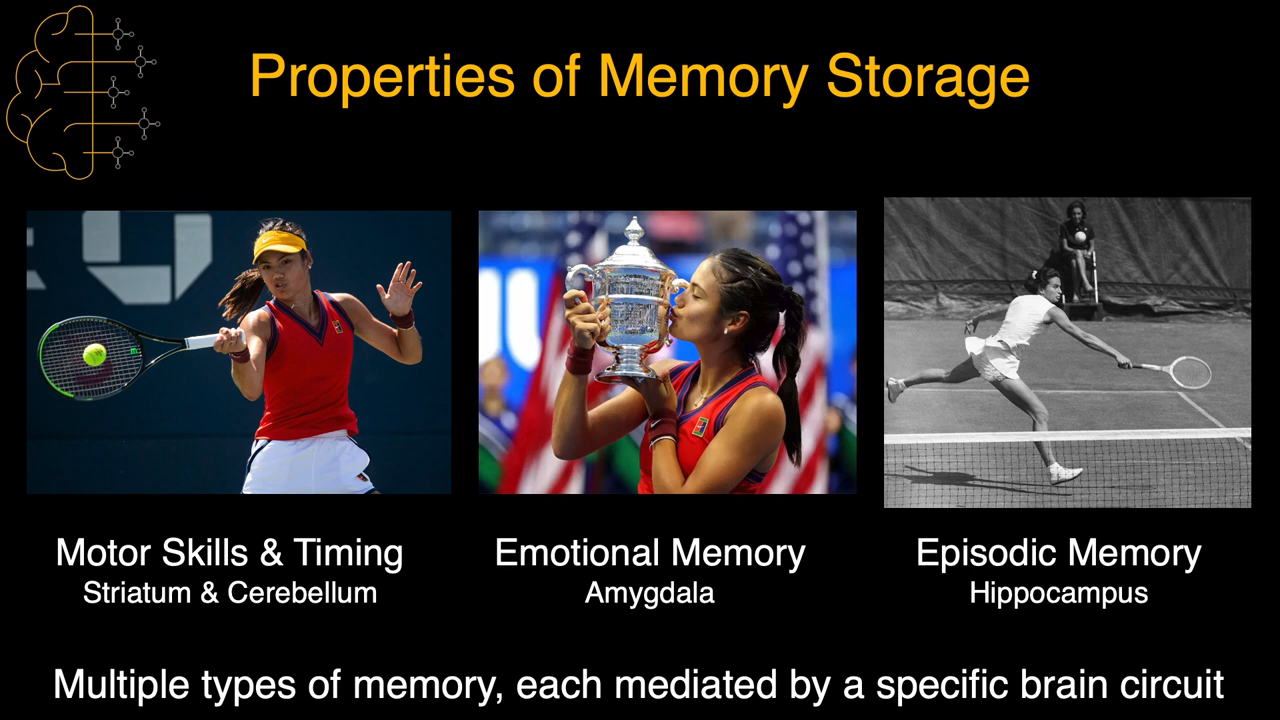 Properties of Memory Storage
Motor Skills & Timing
Striatum & Cerebellum
Emotional Memory
Amygdala
Episodic Memory
Hippocampus
Multiple types of memory, each mediated by a specific brain circuit